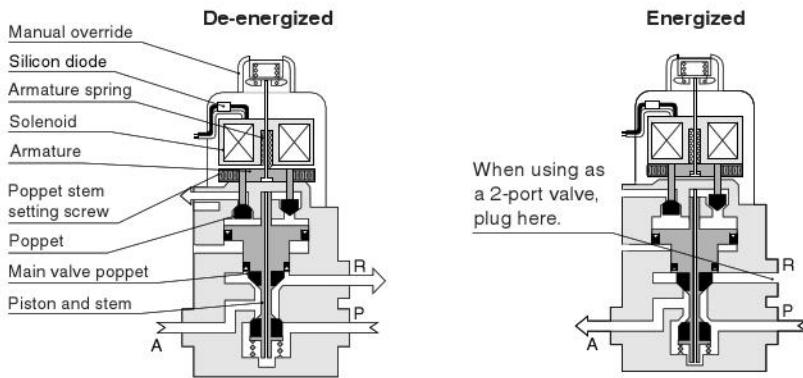 De-energized
Manual override
Silicon diode
Armature spring
Solenoid
Armature
Poppet stem
setting screw
Poppet
Main valve poppet
Piston and stem
R
P
A
Energized
When using as
a 2-port valve,
plug here.
R
P
A